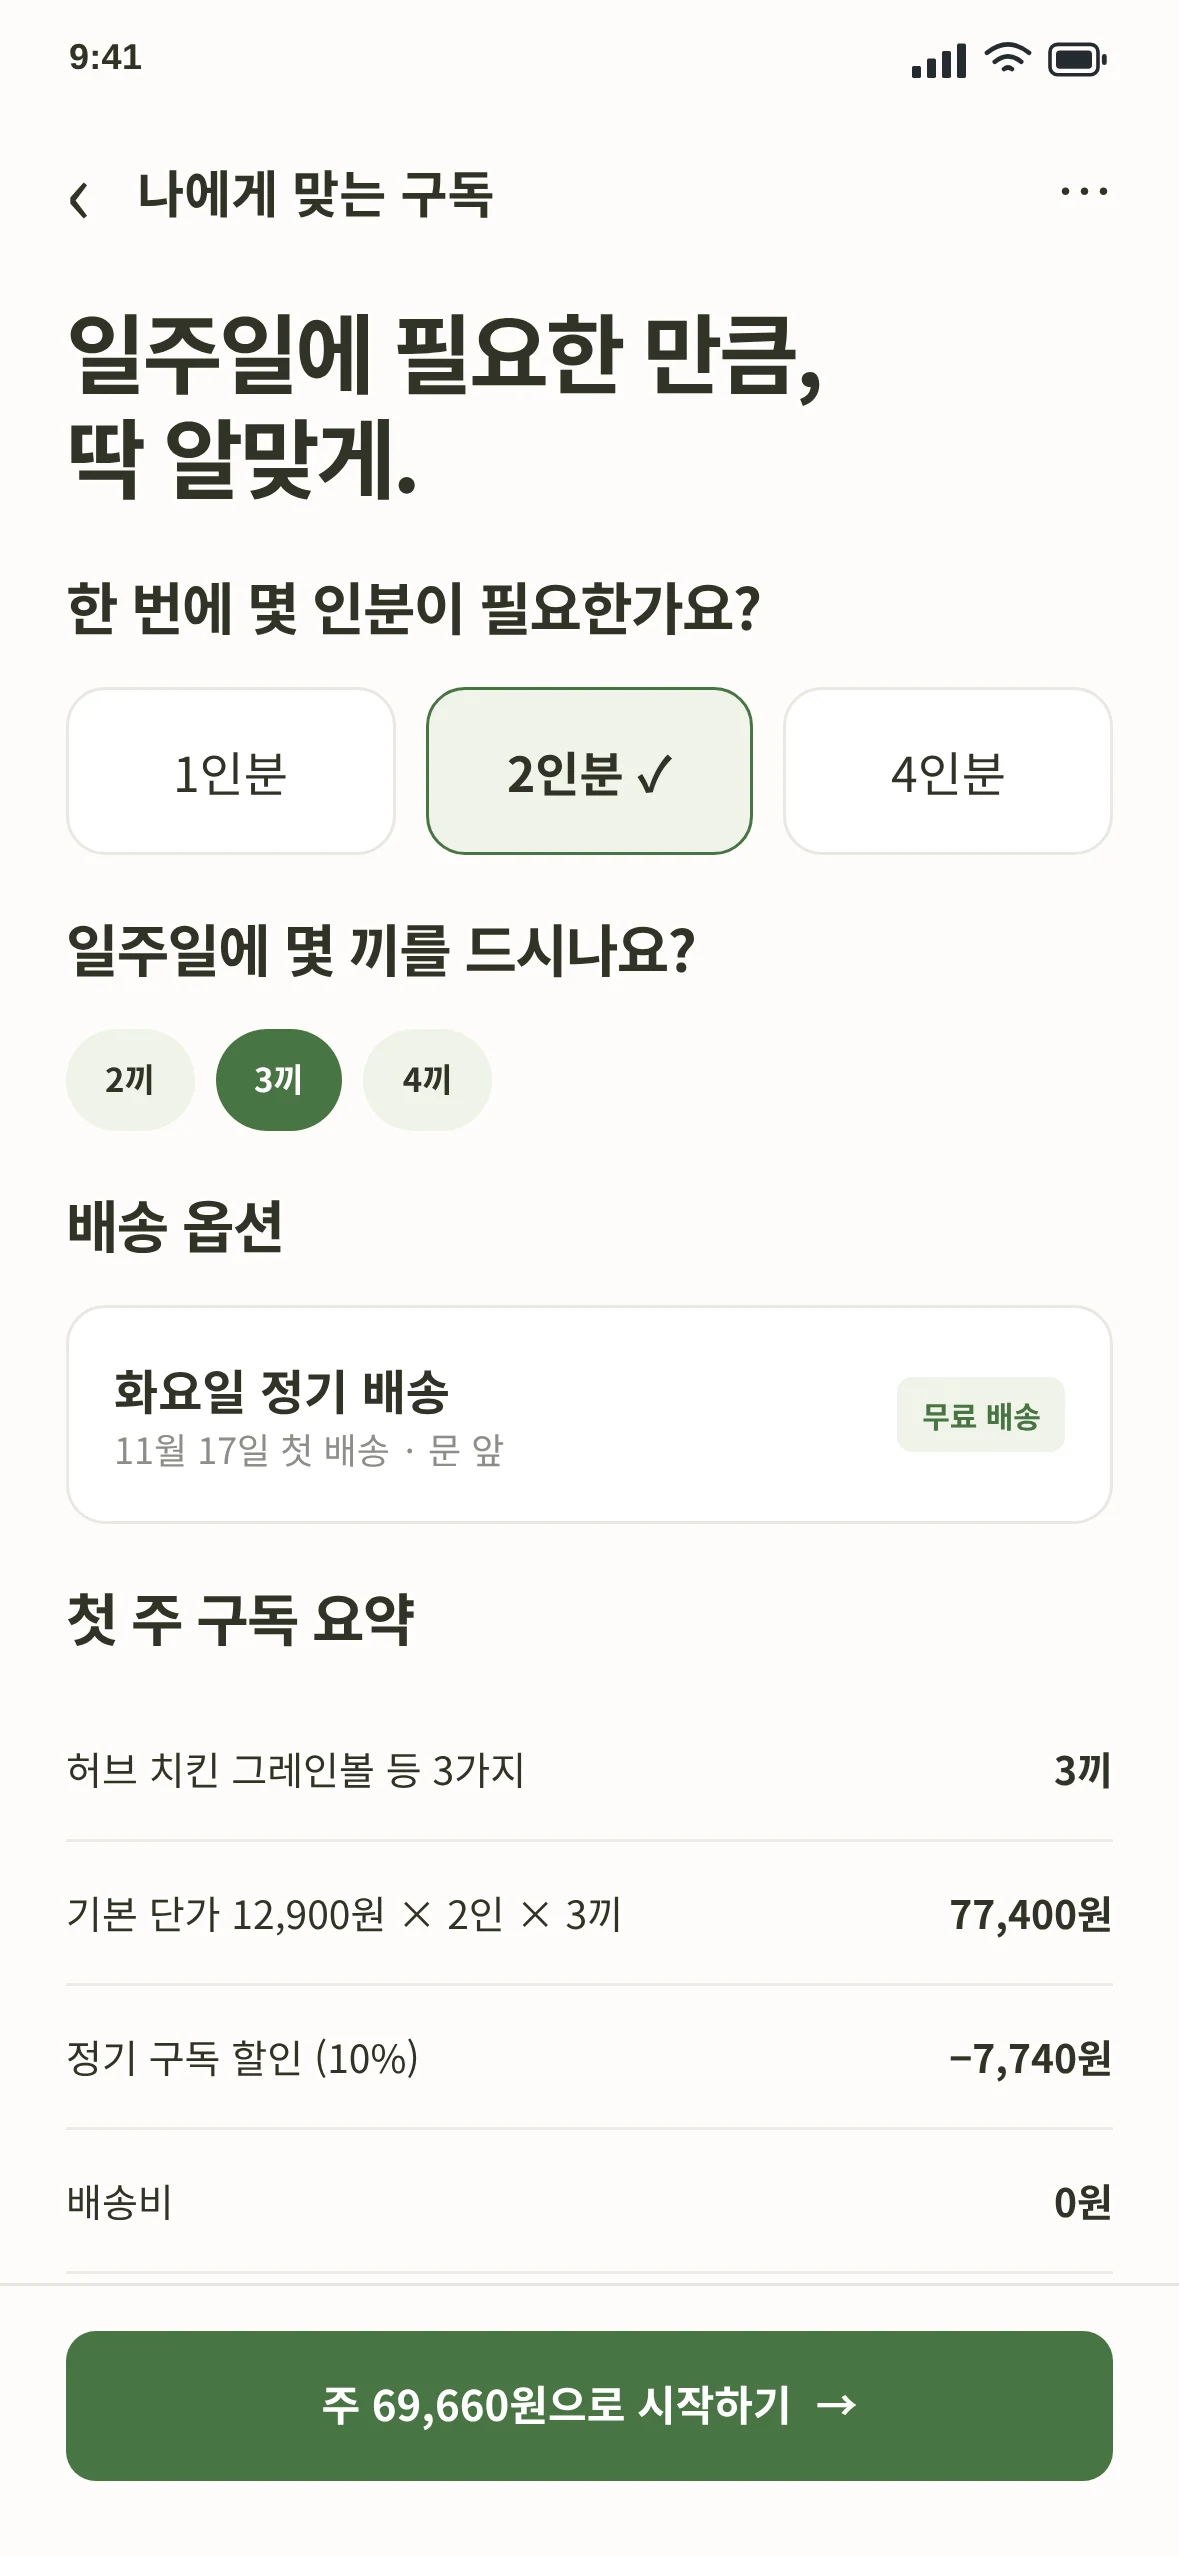 9:41
‹ 나에게 맞는 구독 ···
일주일에 필요한 만큼,
딱 알맞게.
한 번에 몇 인분이 필요한가요?
1인분 2인분 ✓ 4인분
일주일에 몇 끼를 드시나요?
2끼 3끼 4끼
배송 옵션
화요일 정기 배송
11월 17일 첫 배송 · 문 앞
무료 배송
첫 주 구독 요약
허브 치킨 그레인볼 등 3가지 3끼
기본 단가 12,900원 × 2인 × 3끼 77,400원
정기 구독 할인 (10%) −7,740원
배송비 0원
주 69,660원으로 시작하기 →